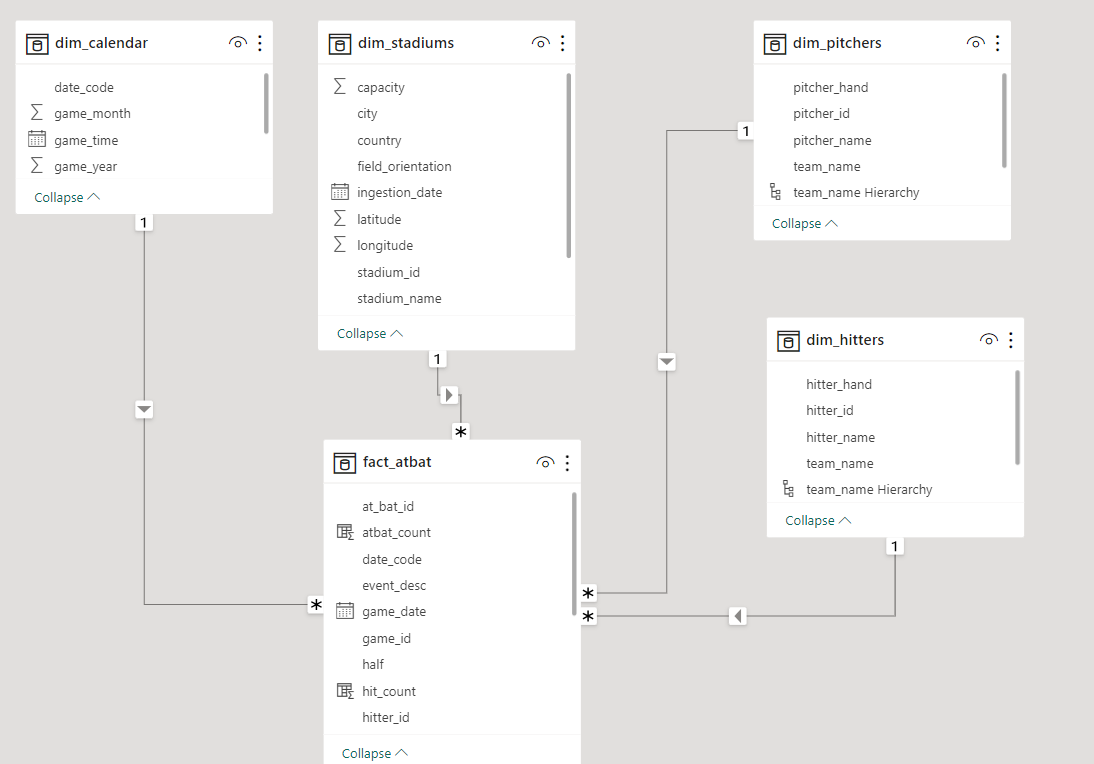 dim_calendar
date_code
game_month
game_time
game_year
Collapse
1
dim_stadiums
capacity
city
country
field_orientation
ingestion_date
latitude
longitude
stadium_id
stadium_name
Collapse
1
*
dim_pitchers
pitcher_hand
pitcher_id
pitcher_name
team_name
team_name Hierarchy
Collapse
1
dim_hitters
hitter_hand
hitter_id
hitter_name
team_name
team_name Hierarchy
Collapse
1
fact_atbat
at_bat_id
atbat_count
date_code
event_desc
game_date
game_id
half
hit_count
hitter_id
Collapse
*
*
*